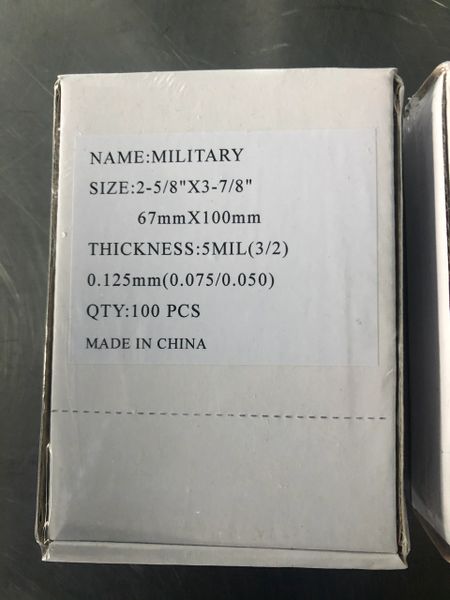 NAME:MILITARY
SIZE:2-5/8"X3-7/8"
67mmX100mm
THICKNESS:5MIL(3/2)
0.125mm(0.075/0.050)
QTY:100 PCS
MADE IN CHINA